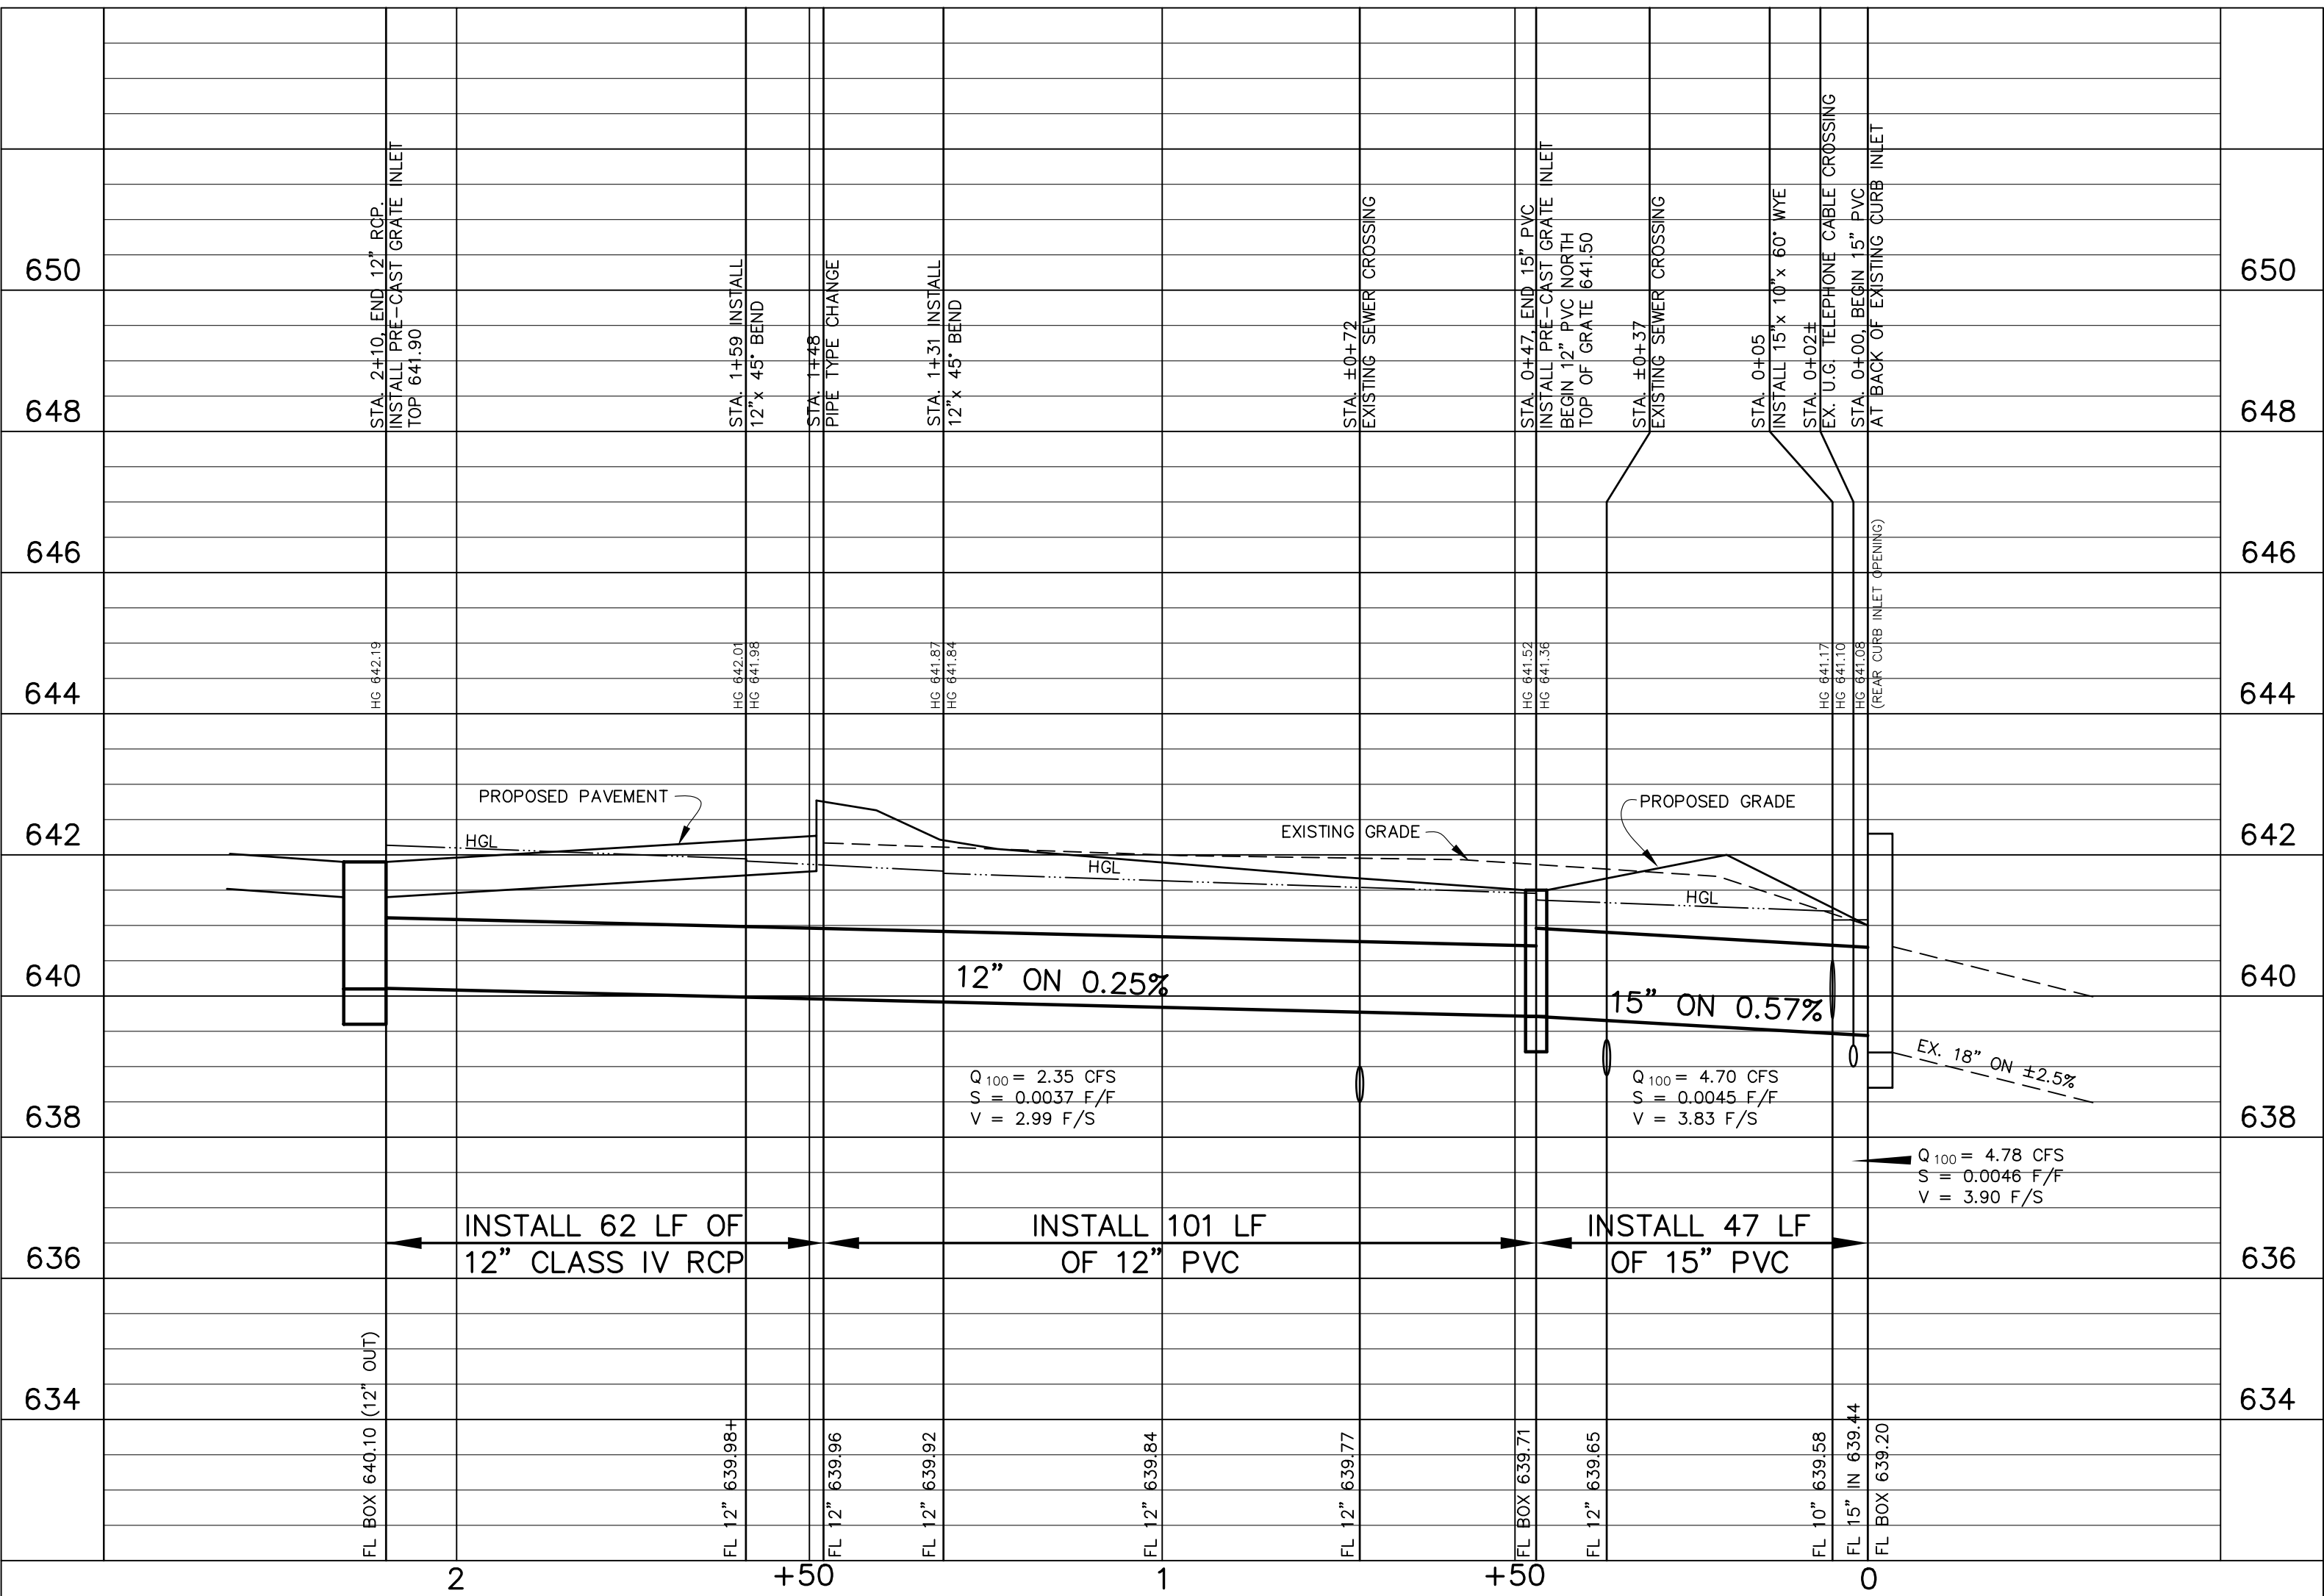 STA. 2+10, END 12" RCP.
INSTALL PRE-CAST GRATE INLET
TOP 641.90
STA. 1+59 INSTALL
12"x 45° BEND
STA. 1+48
PIPE TYPE CHANGE
STA. 1+31 INSTALL
12"x 45° BEND
STA. ±0+72
EXISTING SEWER CROSSING
STA. 0+47, END 15" PVC
INSTALL PRE-CAST GRATE INLET
BEGIN 12" PVC NORTH
TOP OF GRATE 641.50
STA. ±0+37
EXISTING SEWER CROSSING
STA. 0+05
INSTALL 15"x 10"x 60° WYE
STA. 0+02±
EX. U.G. TELEPHONE CABLE CROSSING
STA. 0+00, BEGIN 15" PVC
AT BACK OF EXISTING CURB INLET
650
650
648
648
646
646
644
644
642
642
640
640
638
638
636
636
634
634
HG 642.19
HG 642.01
HG 641.98
HG 641.87
HG 641.84
HG 641.52
HG 641.36
HG 641.17
HG 641.10
HG 641.08
(REAR CURB INLET OPENING)
PROPOSED PAVEMENT
HGL
EXISTING GRADE
PROPOSED GRADE
HGL
HGL
12" ON 0.25%
15" ON 0.57%
EX. 18" ON ±2.5%
Q100 = 2.35 CFS
S = 0.0037 F/F
V = 2.99 F/S
Q100 = 4.70 CFS
S = 0.0045 F/F
V = 3.83 F/S
Q100 = 4.78 CFS
S = 0.0046 F/F
V = 3.90 F/S
INSTALL 62 LF OF
12" CLASS IV RCP
INSTALL 101 LF
OF 12" PVC
INSTALL 47 LF
OF 15" PVC
FL BOX 640.10 (12" OUT)
FL 12" 639.98+
FL 12" 639.96
FL 12" 639.92
FL 12" 639.84
FL 12" 639.77
FL BOX 639.71
FL 12" 639.65
FL 10" 639.58
FL 15" IN 639.44
FL BOX 639.20
2
+50
1
+50
0